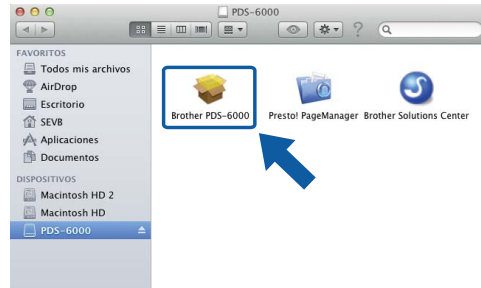 PDS-6000
FAVORITOS
Todos mis archivos
AirDrop
Escritorio
SEVB
Aplicaciones
Documentos
DISPOSITIVOS
Macintosh HD 2
Macintosh HD
PDS-6000
Brother PDS-6000
Presto! PageManager
Brother Solutions Center